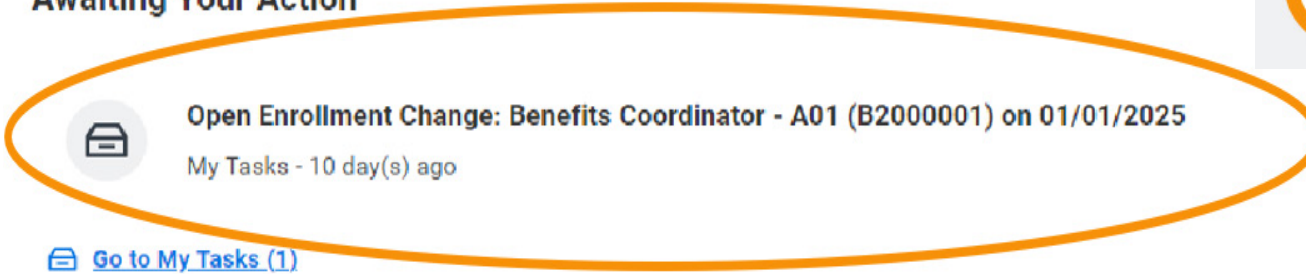 Awaiting Your Action
Open Enrollment Change: Benefits Coordinator - A01 (B2000001) on 01/01/2025
My Tasks - 10 day(s) ago
Go to My Tasks (1)